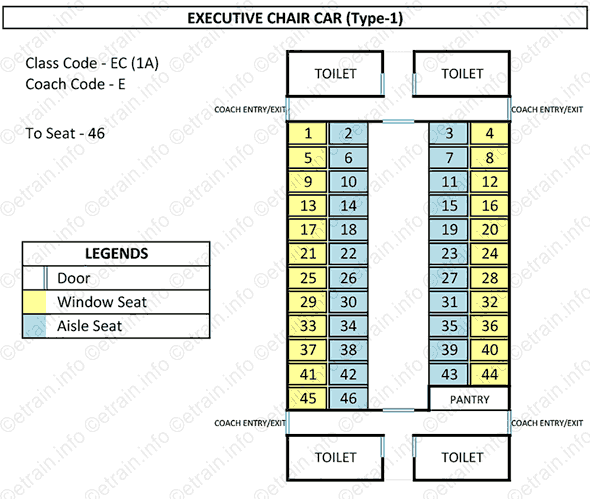 EXECUTIVE CHAIR CAR (Type-1)
Class Code - EC (1A)
Coach Code - E
To Seat - 46
LEGENDS
Door
Window Seat
Aisle Seat
TOILET TOILET
COACH ENTRY/EXIT COACH ENTRY/EXIT
1 2 3 4
5 6 7 8
9 10 11 12
13 14 15 16
17 18 19 20
21 22 23 24
25 26 27 28
29 30 31 32
33 34 35 36
37 38 39 40
41 42 43 44
45 46 PANTRY
COACH ENTRY/EXIT COACH ENTRY/EXIT
TOILET TOILET
©etrain.info